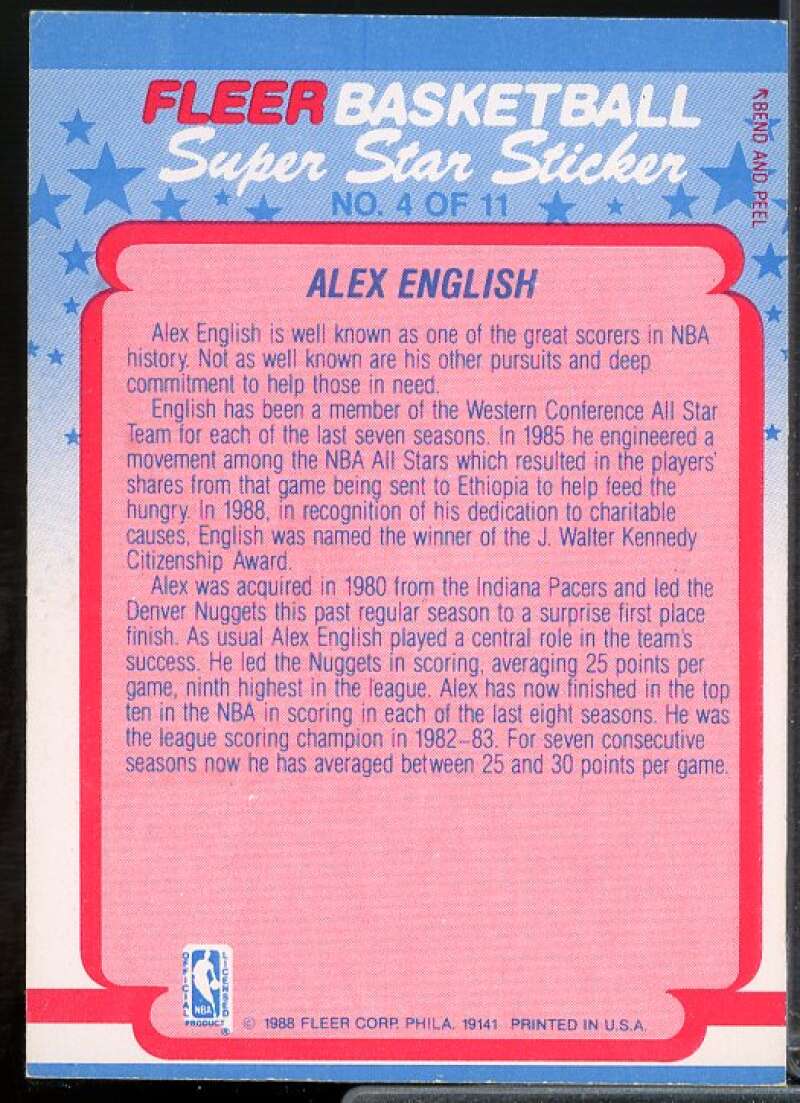 FLEER BASKETBALL
Super Star Sticker
NO. 4 OF 11
↖BEND AND PEEL
ALEX ENGLISH
Alex English is well known as one of the great scorers in NBA
history. Not as well known are his other pursuits and deep
commitment to help those in need.
English has been a member of the Western Conference All Star
Team for each of the last seven seasons. In 1985 he engineered a
movement among the NBA All Stars which resulted in the players'
shares from that game being sent to Ethiopia to help feed the
hungry. In 1988, in recognition of his dedication to charitable
causes, English was named the winner of the J. Walter Kennedy
Citizenship Award.
Alex was acquired in 1980 from the Indiana Pacers and led the
Denver Nuggets this past regular season to a surprise first place
finish. As usual Alex English played a central role in the team's
success. He led the Nuggets in scoring, averaging 25 points per
game, ninth highest in the league. Alex has now finished in the top
ten in the NBA in scoring in each of the last eight seasons. He was
the league scoring champion in 1982–83. For seven consecutive
seasons now he has averaged between 25 and 30 points per game.
OFFICIAL
LICENSED
NBA
PRODUCT ®
© 1988 FLEER CORP. PHILA. 19141 PRINTED IN U.S.A.